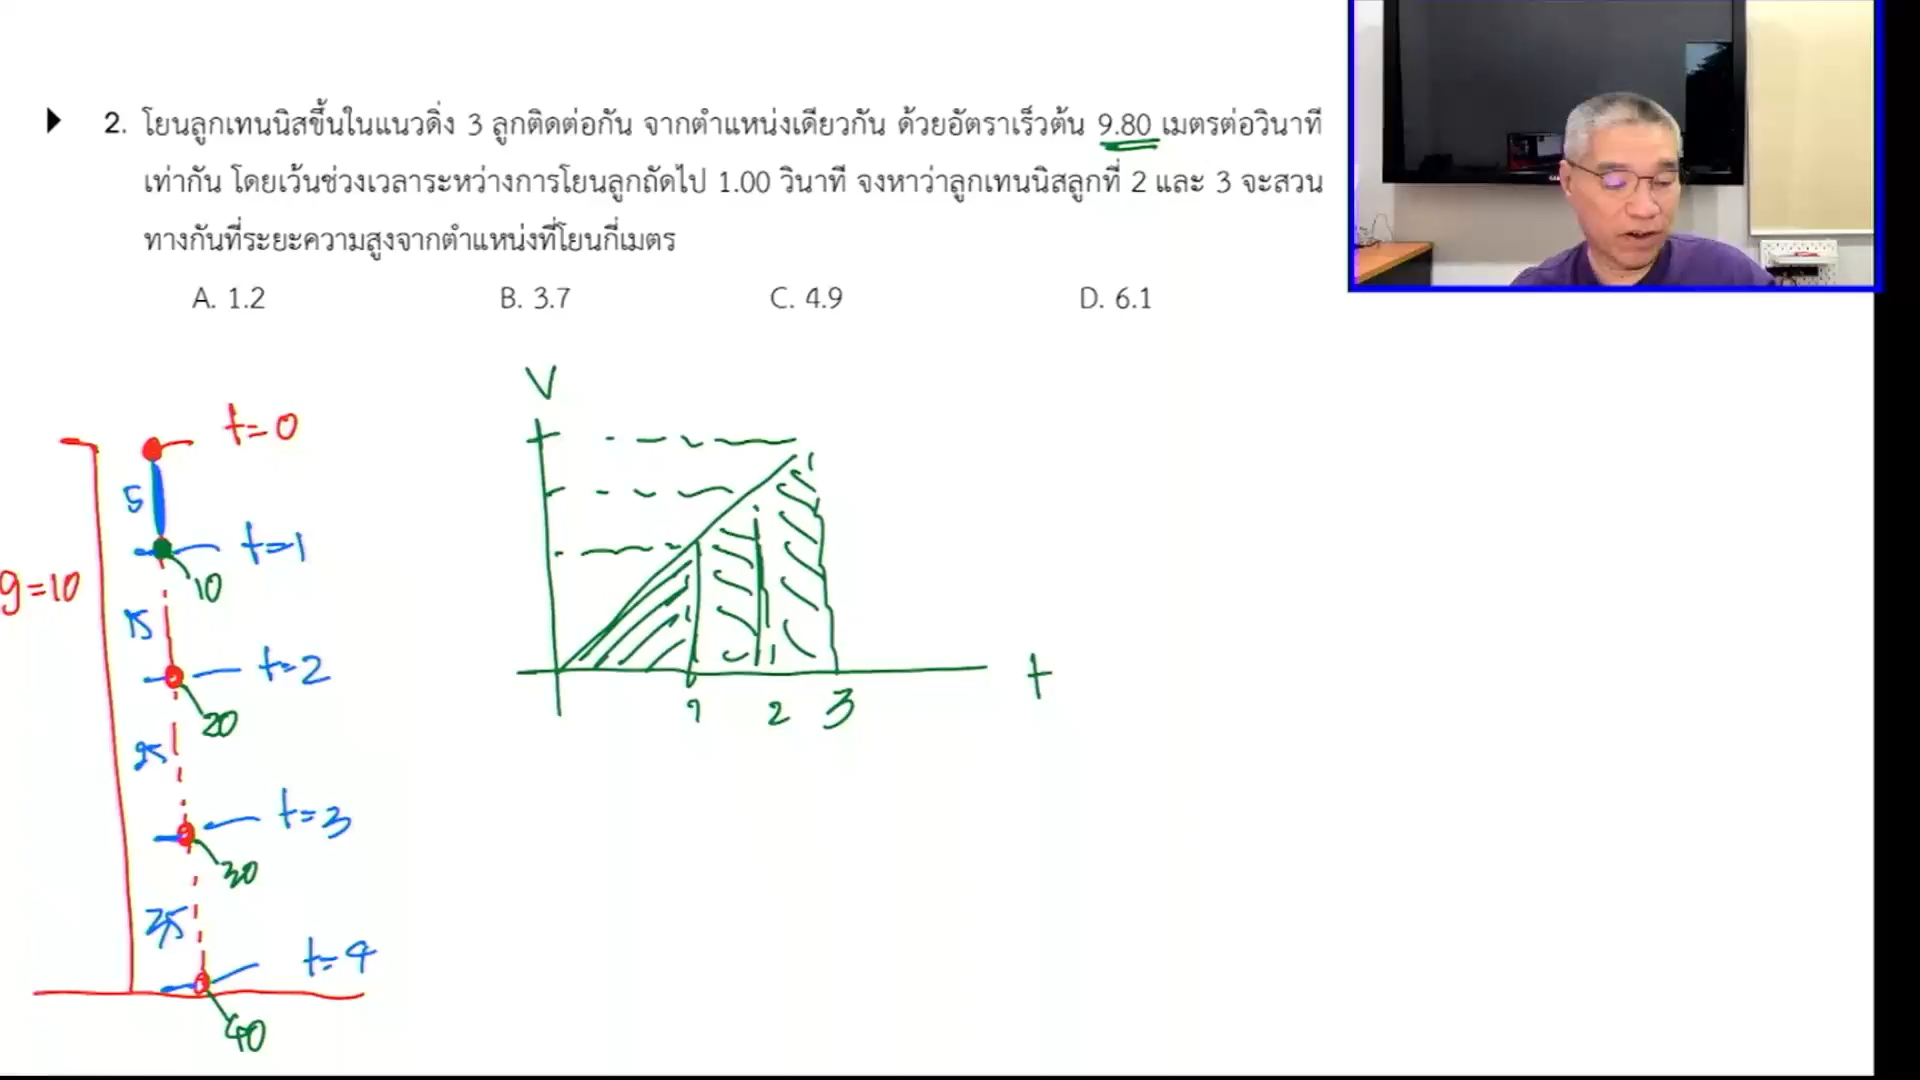 2. โยนลูกเทนนิสขึ้นในแนวดิ่ง 3 ลูกติดต่อกัน จากตำแหน่งเดียวกัน ด้วยอัตราเร็วต้น 9.80 เมตรต่อวินาที
เท่ากัน โดยเว้นช่วงเวลาระหว่างการโยนลูกถัดไป 1.00 วินาที จงหาว่าลูกเทนนิสลูกที่ 2 และ 3 จะสวน
ทางกันที่ระยะความสูงจากตำแหน่งที่โยนกี่เมตร
A. 1.2 B. 3.7 C. 4.9 D. 6.1
V
t=0
5
t=1
g=10
10
15
t=2
20
1 2 3
t
25
t=3
30
35
t=4
40